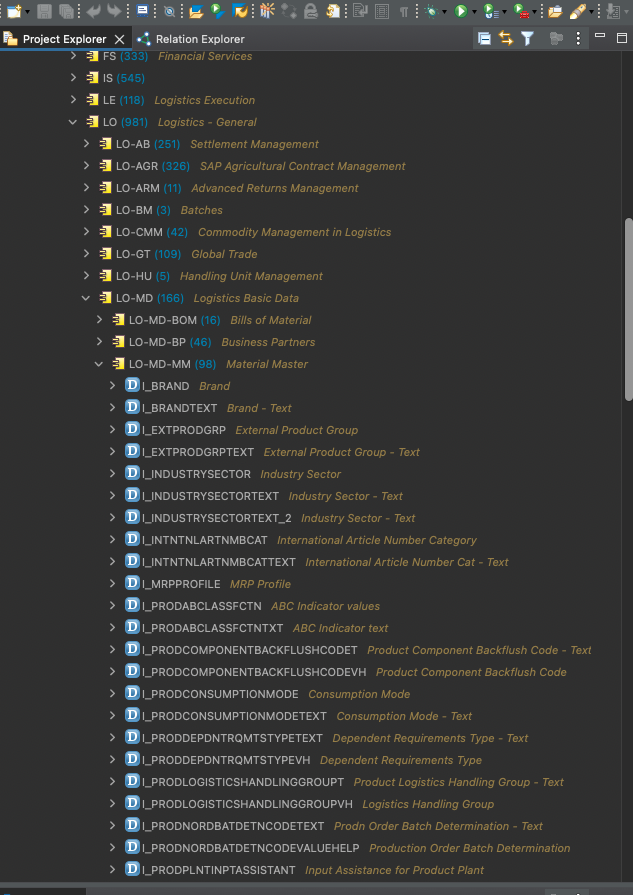 Project Explorer
Relation Explorer
FS (333) Financial Services
IS (545)
LE (118) Logistics Execution
LO (981) Logistics - General
LO-AB (251) Settlement Management
LO-AGR (326) SAP Agricultural Contract Management
LO-ARM (11) Advanced Returns Management
LO-BM (3) Batches
LO-CMM (42) Commodity Management in Logistics
LO-GT (109) Global Trade
LO-HU (5) Handling Unit Management
LO-MD (166) Logistics Basic Data
LO-MD-BOM (16) Bills of Material
LO-MD-BP (46) Business Partners
LO-MD-MM (98) Material Master
D I_BRAND Brand
D I_BRANDTEXT Brand - Text
D I_EXTPRODGRP External Product Group
D I_EXTPRODGRPTEXT External Product Group - Text
D I_INDUSTRYSECTOR Industry Sector
D I_INDUSTRYSECTORTEXT Industry Sector - Text
D I_INDUSTRYSECTORTEXT_2 Industry Sector - Text
D I_INTNTNLARTNMBCAT International Article Number Category
D I_INTNTNLARTNMBCATTEXT International Article Number Cat - Text
D I_MRPPROFILE MRP Profile
D I_PRODABCLASSFCTN ABC Indicator values
D I_PRODABCLASSFCTNTXT ABC Indicator text
D I_PRODCOMPONENTBACKFLUSHCODET Product Component Backflush Code - Text
D I_PRODCOMPONENTBACKFLUSHCODEVH Product Component Backflush Code
D I_PRODCONSUMPTIONMODE Consumption Mode
D I_PRODCONSUMPTIONMODETEXT Consumption Mode - Text
D I_PRODDEPDNTRQMTSTYPETEXT Dependent Requirements Type - Text
D I_PRODDEPDNTRQMTSTYPEVH Dependent Requirements Type
D I_PRODLOGISTICSHANDLINGGROUPT Product Logistics Handling Group - Text
D I_PRODLOGISTICSHANDLINGGROUPVH Logistics Handling Group
D I_PRODNORDBATDETNCODETEXT Prodn Order Batch Determination - Text
D I_PRODNORDBATDETNCODEVALUEHELP Production Order Batch Determination
D I_PRODPLNTINPTASSISTANT Input Assistance for Product Plant